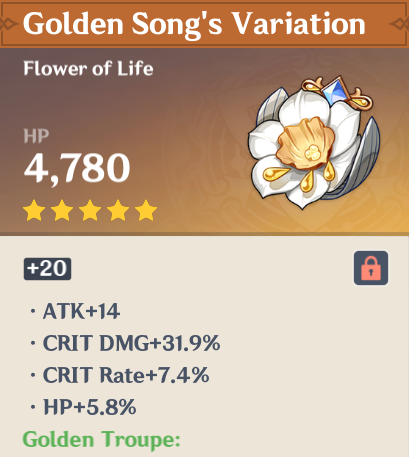 Golden Song's Variation
Flower of Life
HP
4,780
+20
· ATK+14
· CRIT DMG+31.9%
· CRIT Rate+7.4%
· HP+5.8%
Golden Troupe: